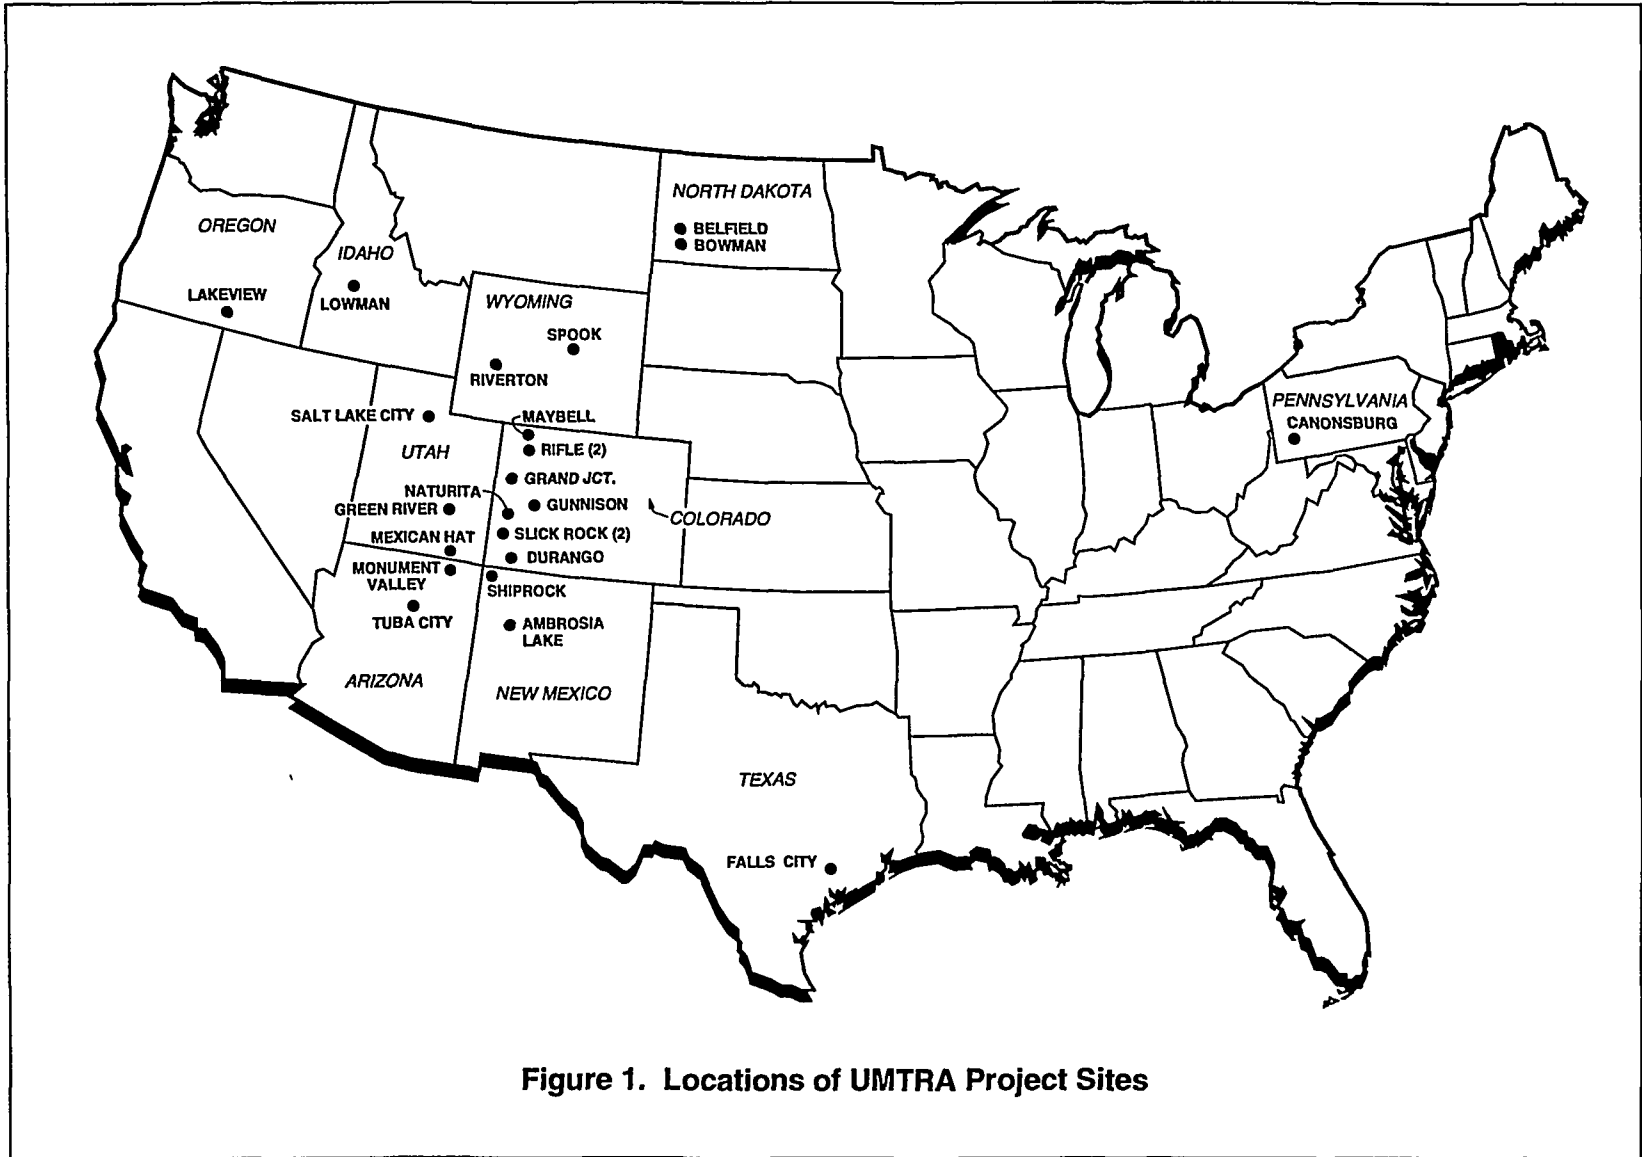 NORTH DAKOTA
BELFIELD
BOWMAN
OREGON
IDAHO
LAKEVIEW
LOWMAN
WYOMING
SPOOK
RIVERTON
SALT LAKE CITY
MAYBELL
UTAH
RIFLE (2)
GRAND JCT.
NATURITA
GUNNISON
GREEN RIVER
COLORADO
SLICK ROCK (2)
MEXICAN HAT
DURANGO
MONUMENT
VALLEY
SHIPROCK
TUBA CITY
AMBROSIA
LAKE
ARIZONA
NEW MEXICO
PENNSYLVANIA
CANONSBURG
TEXAS
FALLS CITY
Figure 1. Locations of UMTRA Project Sites